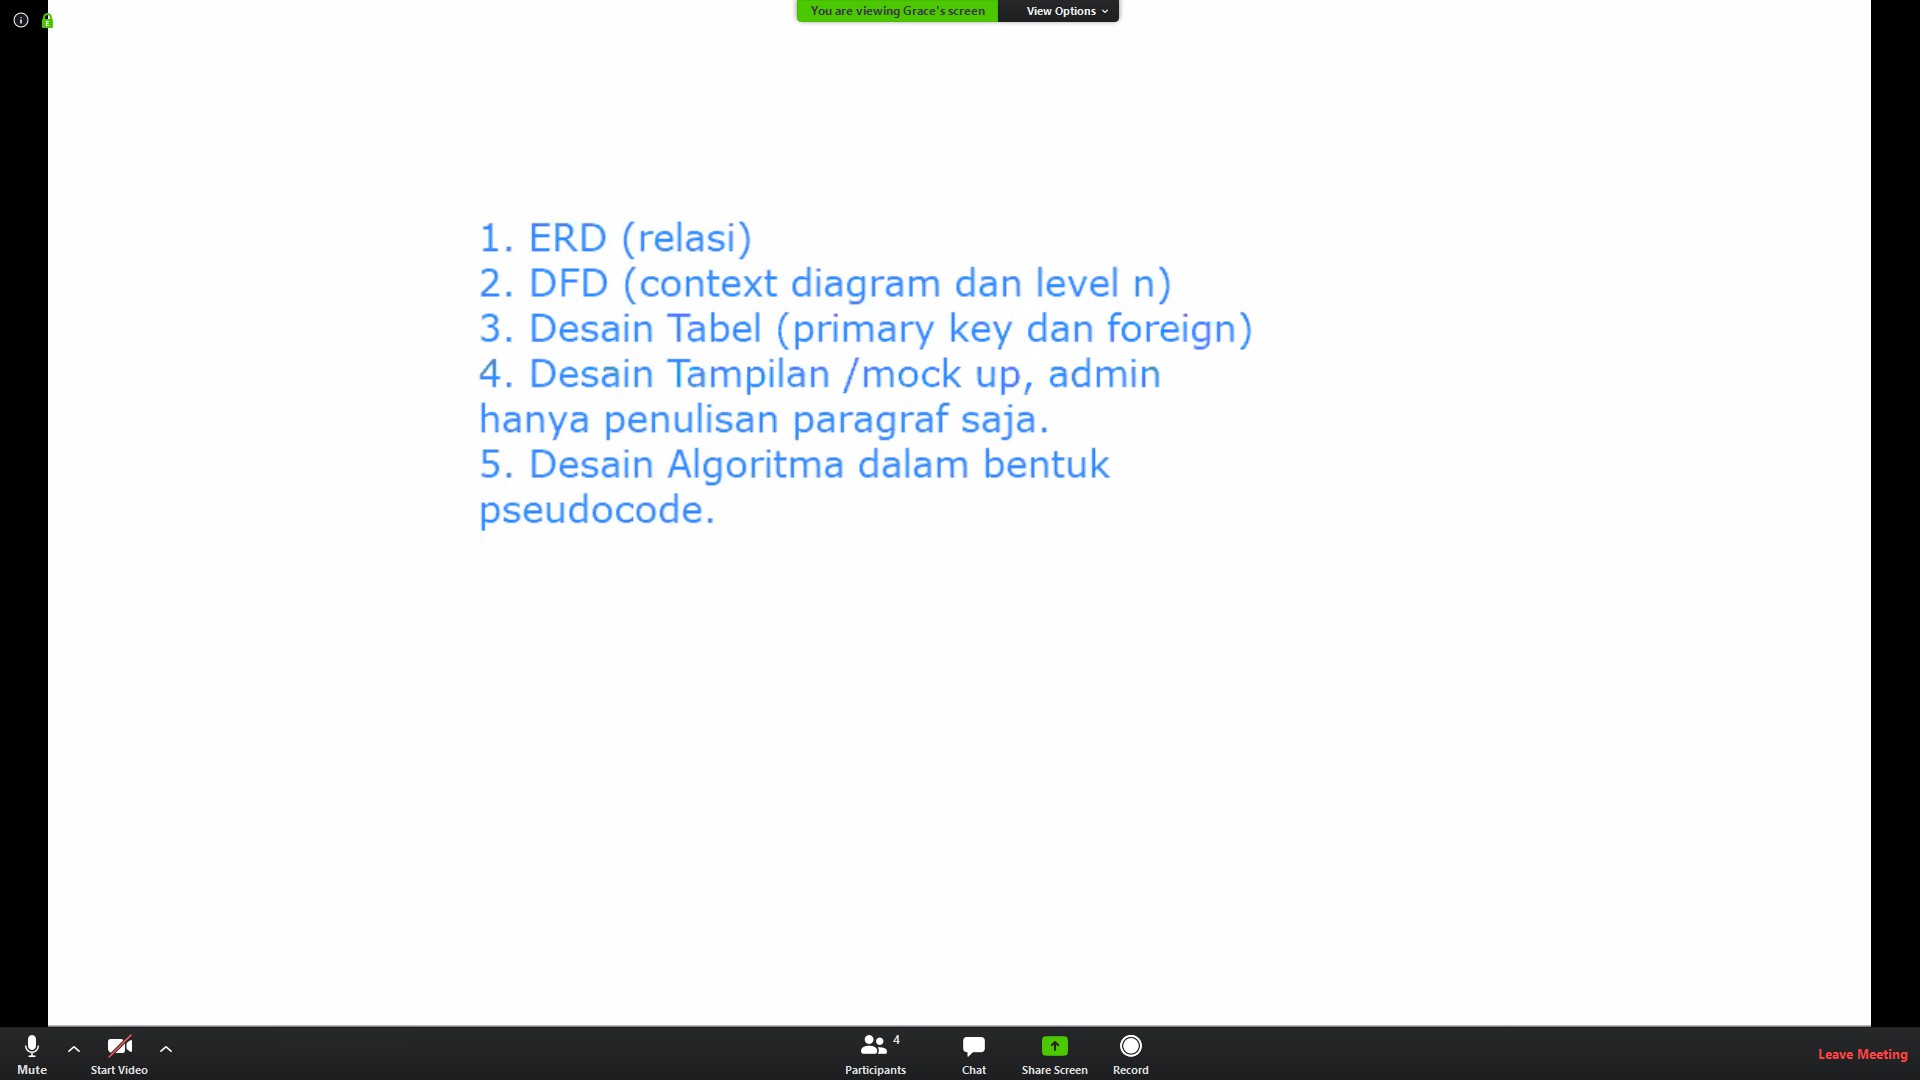 You are viewing Grace's screen
View Options
1. ERD (relasi)
2. DFD (context diagram dan level n)
3. Desain Tabel (primary key dan foreign)
4. Desain Tampilan /mock up, admin
hanya penulisan paragraf saja.
5. Desain Algoritma dalam bentuk
pseudocode.
4
Mute
Start Video
Participants
Chat
Share Screen
Record
Leave Meeting